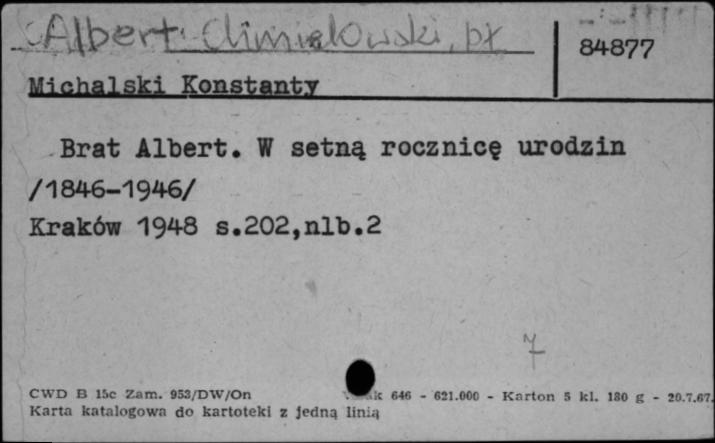 Albert Chmielowski, bł
84877
Michalski Konstanty
Brat Albert. W setną rocznicę urodzin
/1846-1946/
Kraków 1948 s.202,nlb.2
7
CWD B 15c Zam. 953/DW/On 646 - 621.000 - Karton 5 kl. 180 g - 20.7.67.
Karta katalogowa do kartoteki z jedną linią